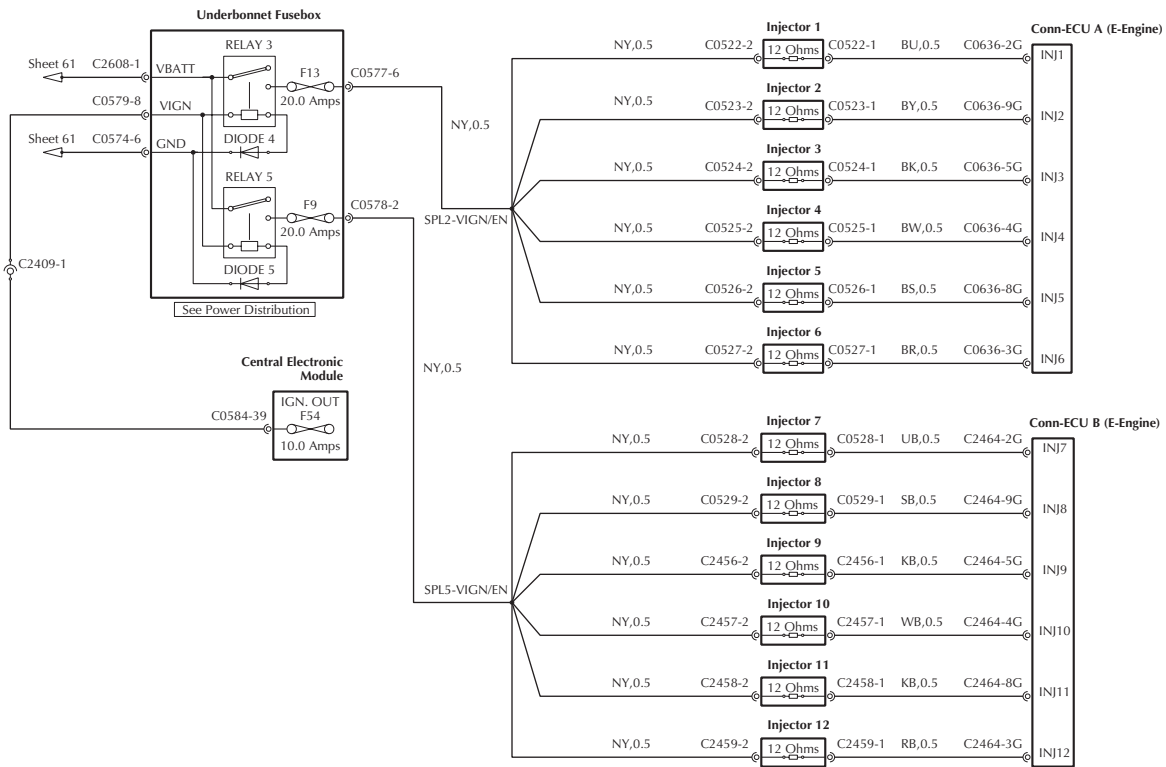 Underbonnet Fusebox
RELAY 3
Sheet 61 C2608-1 VBATT
F13
20.0 Amps
C0577-6
C0579-8 VIGN
Sheet 61 C0574-6 GND
DIODE 4
RELAY 5
F9
20.0 Amps
C0578-2
DIODE 5
See Power Distribution
C2409-1
Central Electronic
Module
IGN. OUT
C0584-39 F54
10.0 Amps
NY,0.5
SPL2-VIGN/EN
NY,0.5
SPL5-VIGN/EN
Conn-ECU A (E-Engine)
Injector 1
NY,0.5 C0522-2 12 Ohms C0522-1 BU,0.5 C0636-2G INJ1
Injector 2
NY,0.5 C0523-2 12 Ohms C0523-1 BY,0.5 C0636-9G INJ2
Injector 3
NY,0.5 C0524-2 12 Ohms C0524-1 BK,0.5 C0636-5G INJ3
Injector 4
NY,0.5 C0525-2 12 Ohms C0525-1 BW,0.5 C0636-4G INJ4
Injector 5
NY,0.5 C0526-2 12 Ohms C0526-1 BS,0.5 C0636-8G INJ5
Injector 6
NY,0.5 C0527-2 12 Ohms C0527-1 BR,0.5 C0636-3G INJ6
Conn-ECU B (E-Engine)
Injector 7
NY,0.5 C0528-2 12 Ohms C0528-1 UB,0.5 C2464-2G INJ7
Injector 8
NY,0.5 C0529-2 12 Ohms C0529-1 SB,0.5 C2464-9G INJ8
Injector 9
NY,0.5 C2456-2 12 Ohms C2456-1 KB,0.5 C2464-5G INJ9
Injector 10
NY,0.5 C2457-2 12 Ohms C2457-1 WB,0.5 C2464-4G INJ10
Injector 11
NY,0.5 C2458-2 12 Ohms C2458-1 KB,0.5 C2464-8G INJ11
Injector 12
NY,0.5 C2459-2 12 Ohms C2459-1 RB,0.5 C2464-3G INJ12